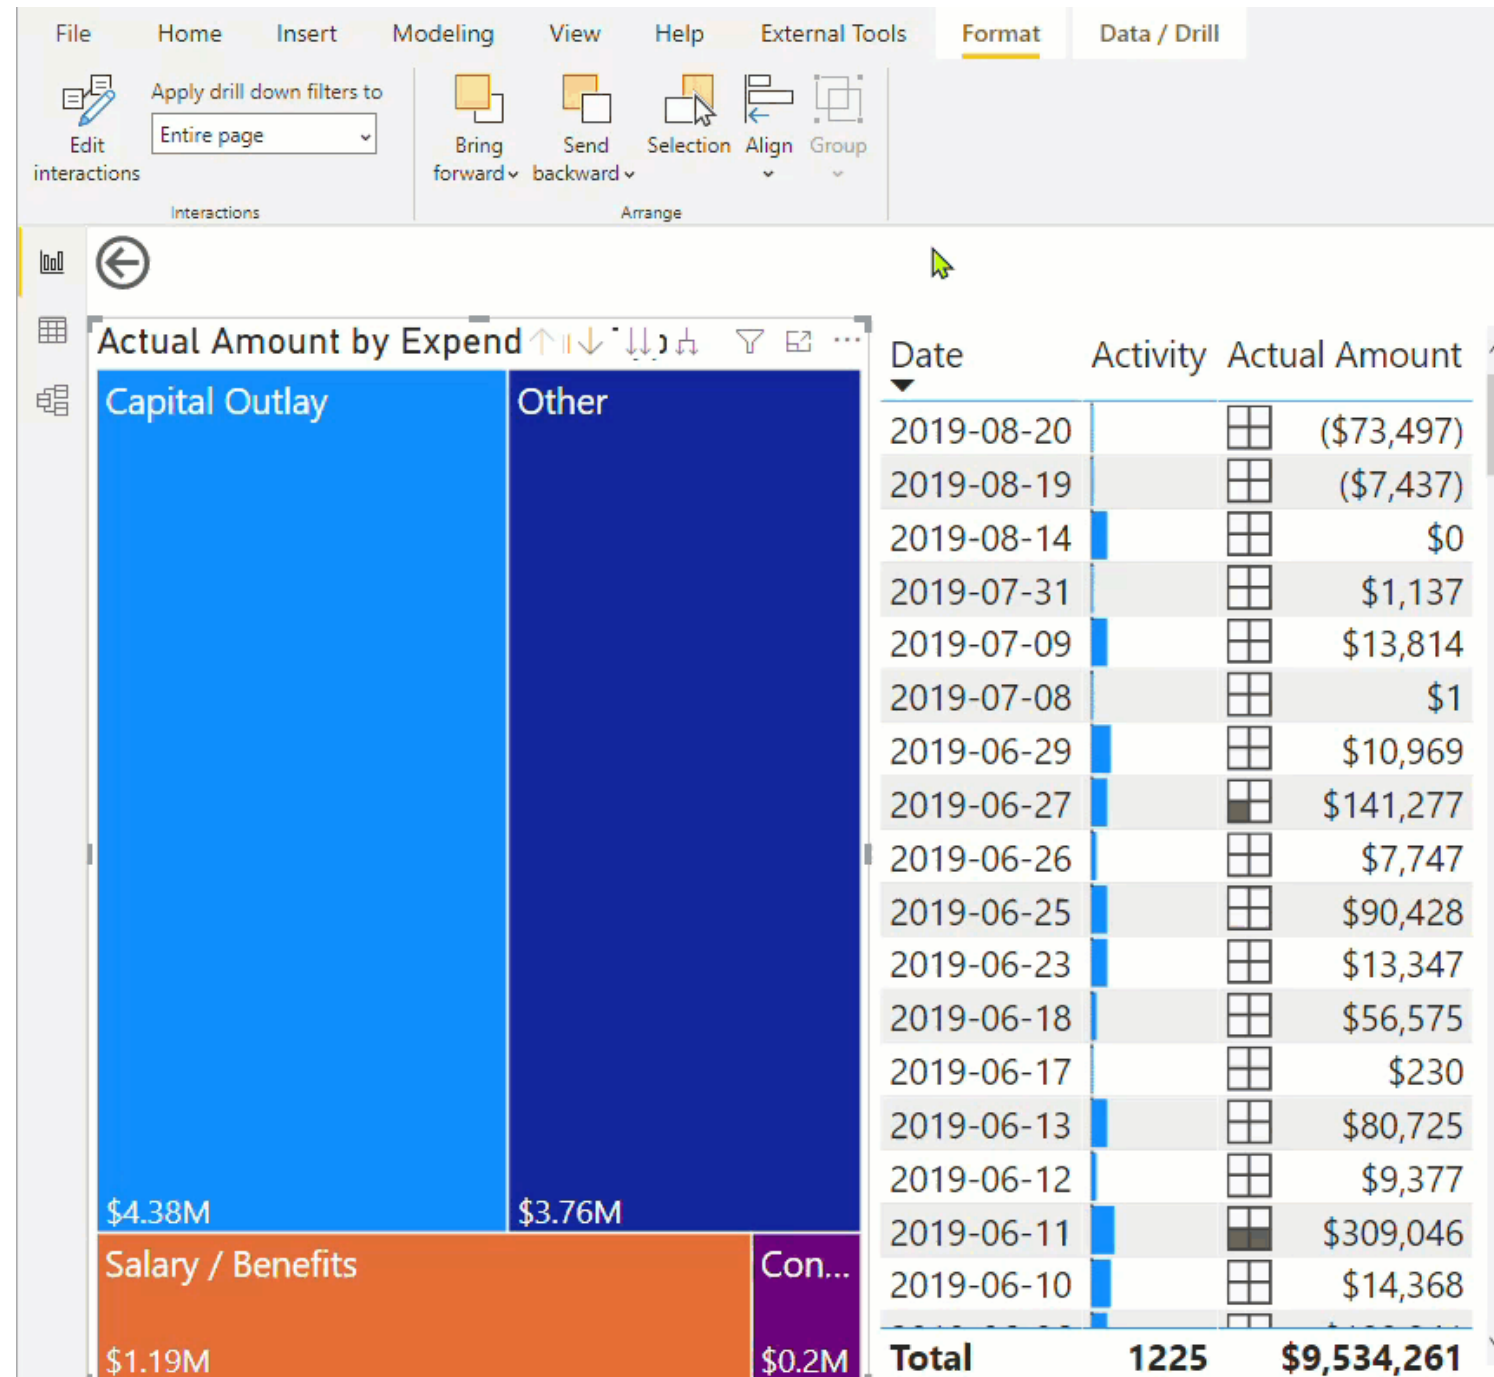 File Home Insert Modeling View Help External Tools Format Data / Drill
Apply drill down filters to
Entire page
Edit
interactions
Bring
forward
Send
backward
Selection
Align
Group
Interactions
Arrange
Actual Amount by Expend
Capital Outlay
$4.38M
Other
$3.76M
Salary / Benefits
$1.19M
Con...
$0.2M
Date Activity Actual Amount
2019-08-20 ($73,497)
2019-08-19 ($7,437)
2019-08-14 $0
2019-07-31 $1,137
2019-07-09 $13,814
2019-07-08 $1
2019-06-29 $10,969
2019-06-27 $141,277
2019-06-26 $7,747
2019-06-25 $90,428
2019-06-23 $13,347
2019-06-18 $56,575
2019-06-17 $230
2019-06-13 $80,725
2019-06-12 $9,377
2019-06-11 $309,046
2019-06-10 $14,368
Total 1225 $9,534,261